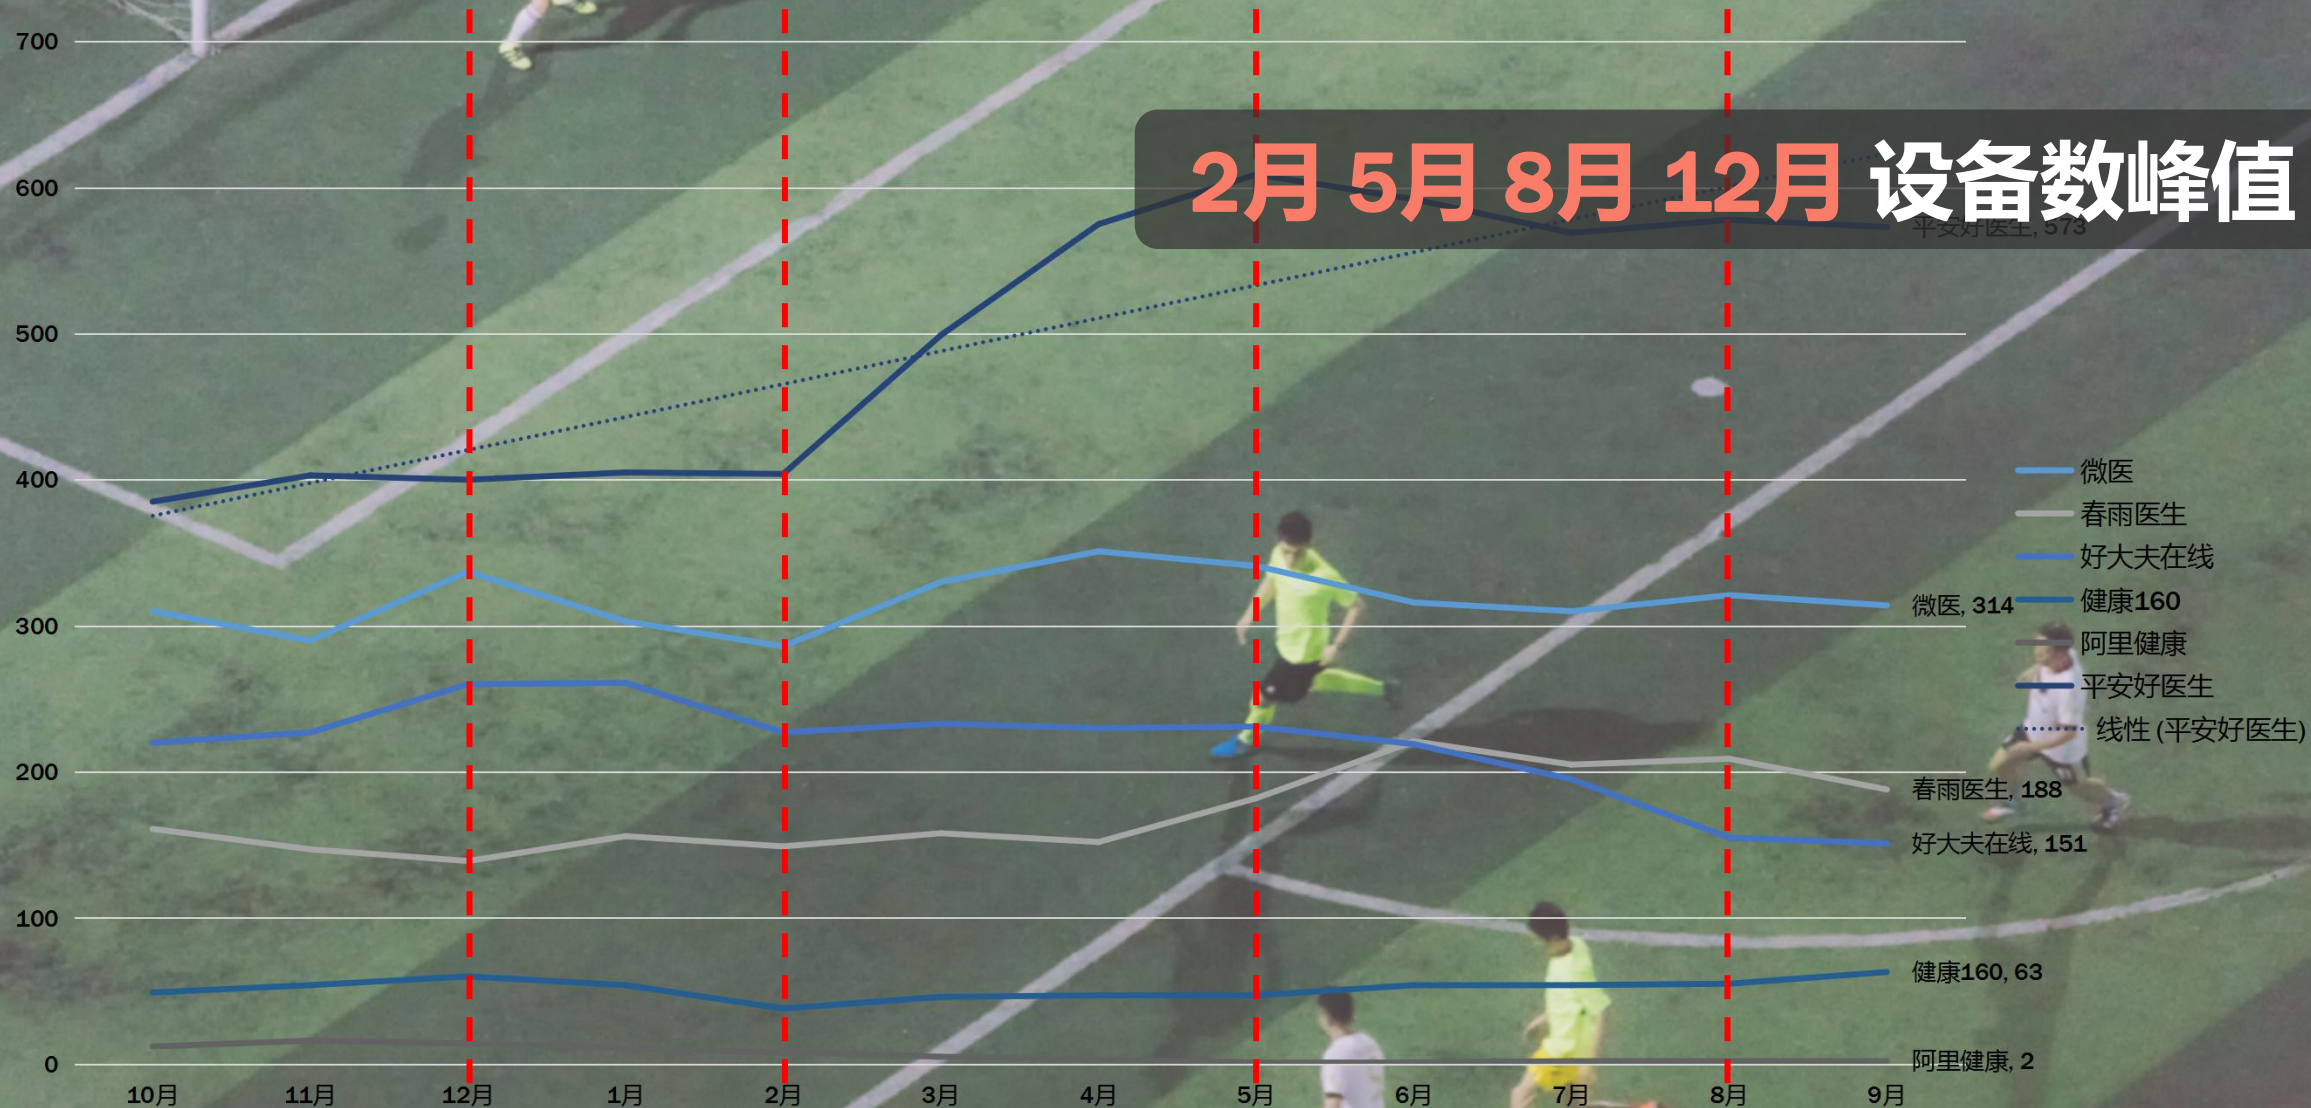 2月 5月 8月 12月 设备数峰值
700
600
500
400
300
200
100
0
10月 11月 12月 1月 2月 3月 4月 5月 6月 7月 8月 9月
平安好医生, 573
微医, 314
春雨医生, 188
好大夫在线, 151
健康160, 63
阿里健康, 2
微医
春雨医生
好大夫在线
健康160
阿里健康
平安好医生
线性 (平安好医生)